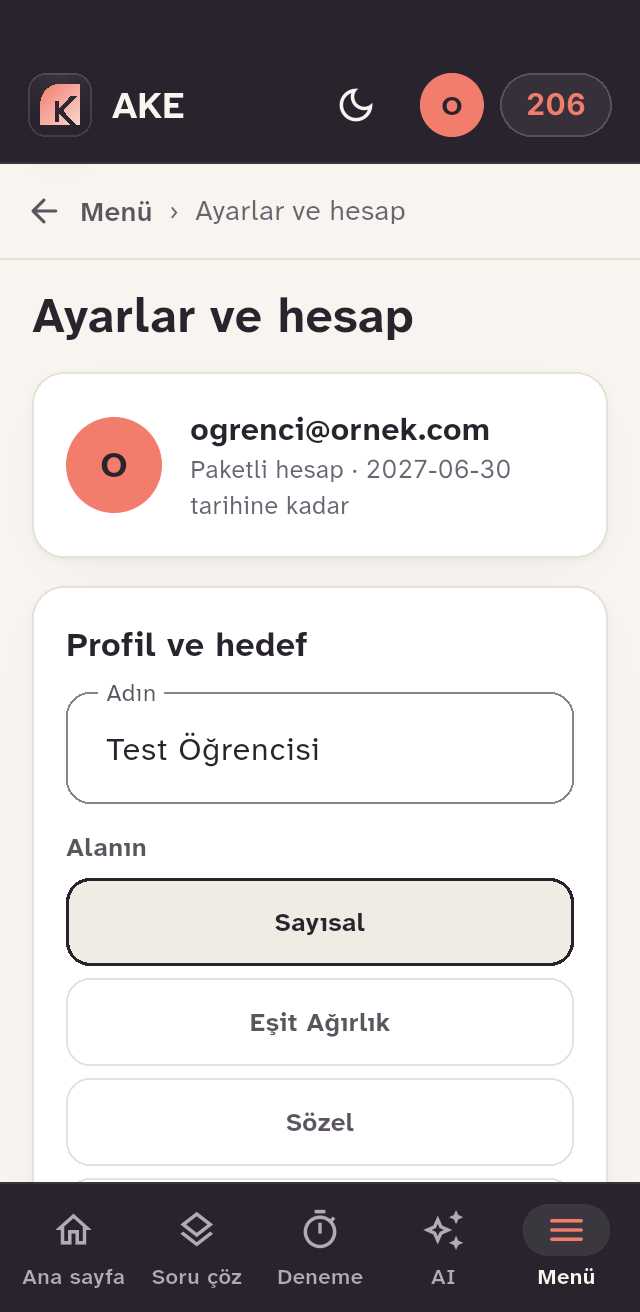 K AKE O 206
Menü › Ayarlar ve hesap
Ayarlar ve hesap
O
ogrenci@ornek.com
Paketli hesap · 2027-06-30
tarihine kadar
Profil ve hedef
Adın
Test Öğrencisi
Alanın
Sayısal
Eşit Ağırlık
Sözel
Ana sayfa Soru çöz Deneme AI Menü